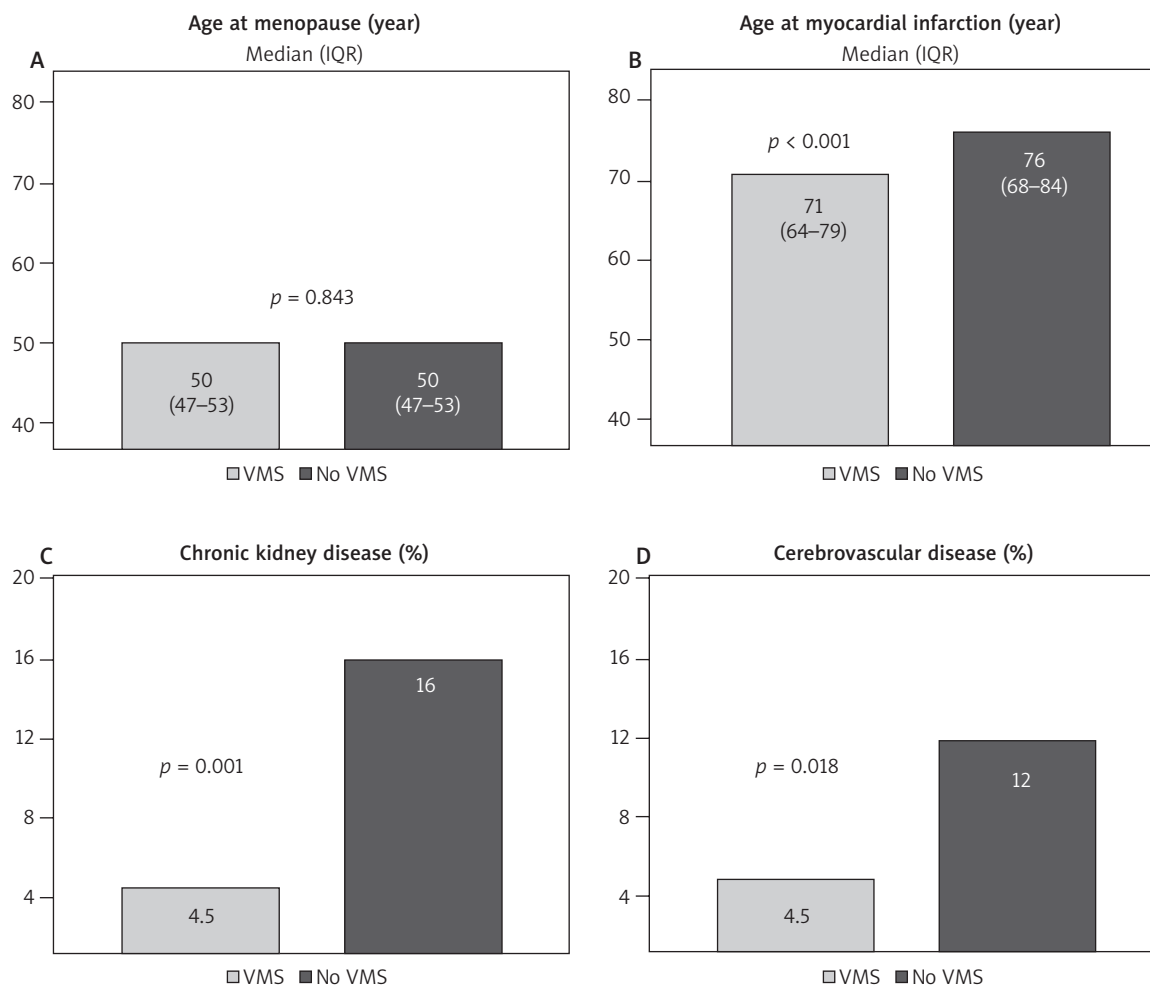 A
Age at menopause (year)
Median (IQR)
80
70
60
50
40
p = 0.843
50
(47–53)
50
(47–53)
VMS No VMS
B
Age at myocardial infarction (year)
Median (IQR)
80
70
60
50
40
p < 0.001
71
(64–79)
76
(68–84)
VMS No VMS
C
Chronic kidney disease (%)
20
16
12
8
4
p = 0.001
4.5
16
VMS No VMS
D
Cerebrovascular disease (%)
20
16
12
8
4
p = 0.018
4.5
12
VMS No VMS